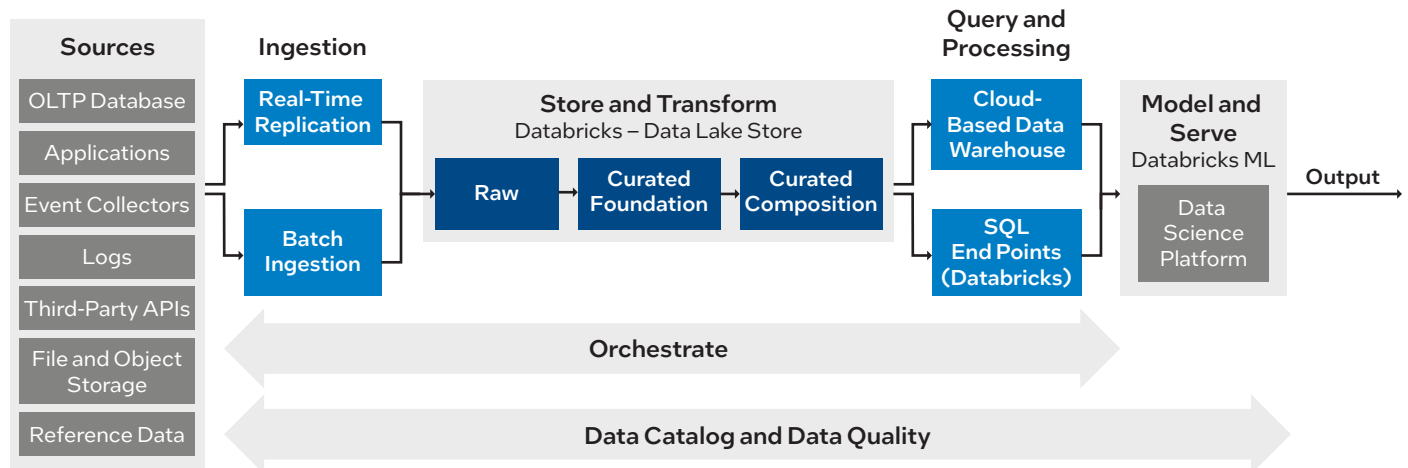 Sources
OLTP Database
Applications
Event Collectors
Logs
Third-Party APIs
File and Object
Storage
Reference Data
Ingestion
Real-Time
Replication
Batch
Ingestion
Store and Transform
Databricks – Data Lake Store
Raw
Curated
Foundation
Curated
Composition
Query and
Processing
Cloud-
Based Data
Warehouse
SQL
End Points
(Databricks)
Model and
Serve
Databricks ML
Data
Science
Platform
Output
Orchestrate
Data Catalog and Data Quality